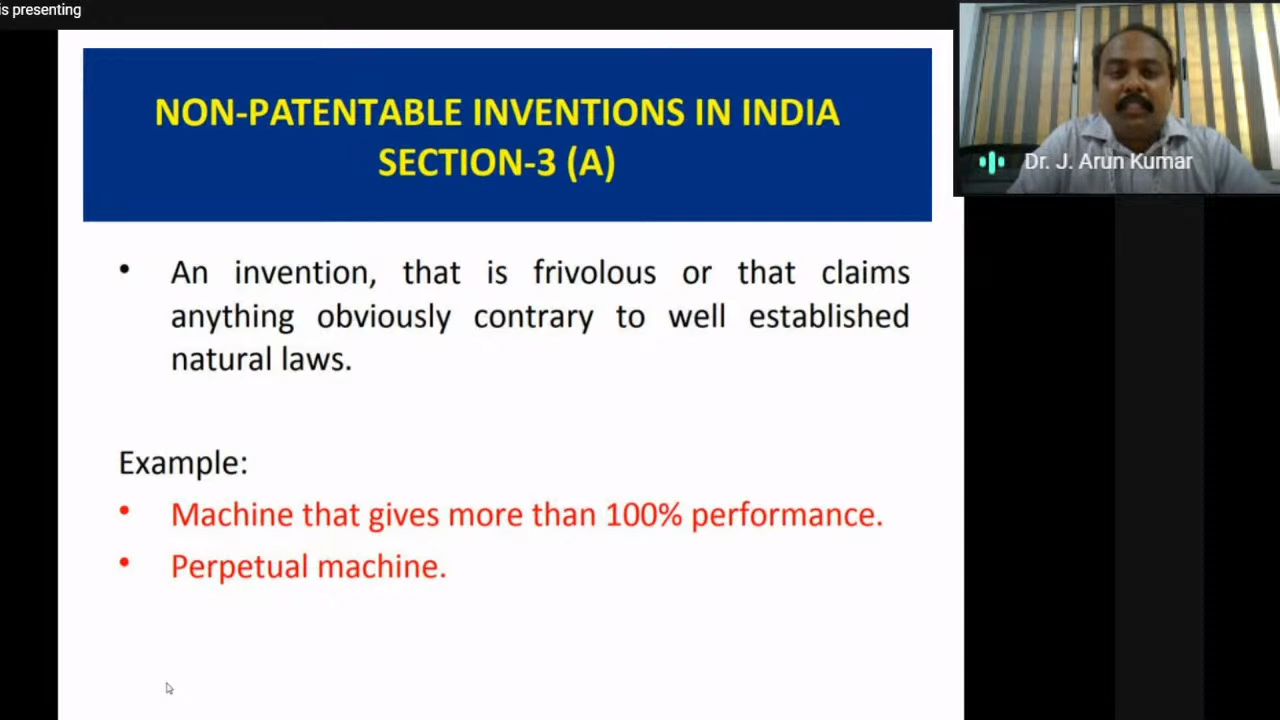 is presenting
NON-PATENTABLE INVENTIONS IN INDIA
SECTION-3 (A)
Dr. J. Arun Kumar
• An invention, that is frivolous or that claims
anything obviously contrary to well established
natural laws.
Example:
• Machine that gives more than 100% performance.
• Perpetual machine.